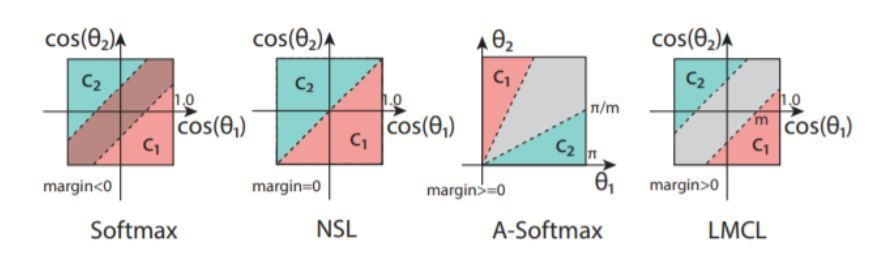 cos(θ₂)
C₂
1.0
cos(θ₁)
C₁
margin<0
Softmax
cos(θ₂)
C₂
1.0
cos(θ₁)
C₁
margin=0
NSL
θ₂
C₁
π/m
C₂
π
margin>=0
θ₁
A-Softmax
cos(θ₂)
C₂
1.0
m
cos(θ₁)
C₁
margin>0
LMCL